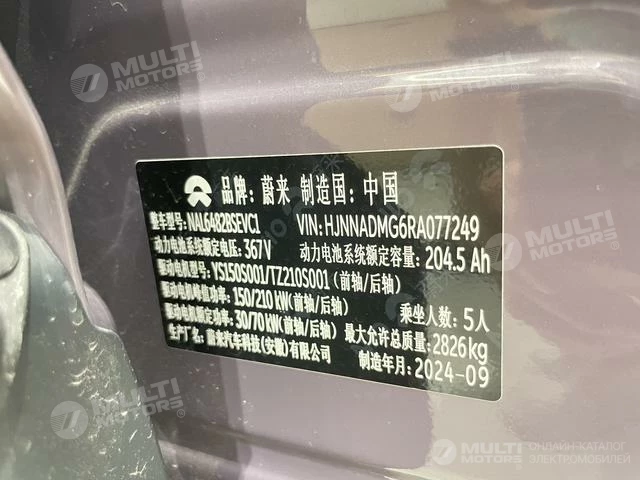 MULTI MOTORS
MULTI MOTORS
品牌: 蔚来 制造国: 中国
整车型号: NAL6482BSEVC1 VIN: HJNNADMG6RA077249
动力电池系统额定电压: 367V 动力电池系统额定容量: 204.5 Ah
驱动电机型号: YS150S001/TZ210S001 (前轴/后轴)
驱动电机峰值功率: 150/210 kW (前轴/后轴) 乘坐人数: 5人
驱动电机额定功率: 30/70 kW (前轴/后轴) 最大允许总质量: 2826kg
生产厂名: 蔚来汽车科技(安徽)有限公司 制造年月: 2024-09
MULTI MOTORS
MULTI MOTORS ОНЛАЙН-КАТАЛОГ ЭЛЕКТРОМОБИЛЕЙ